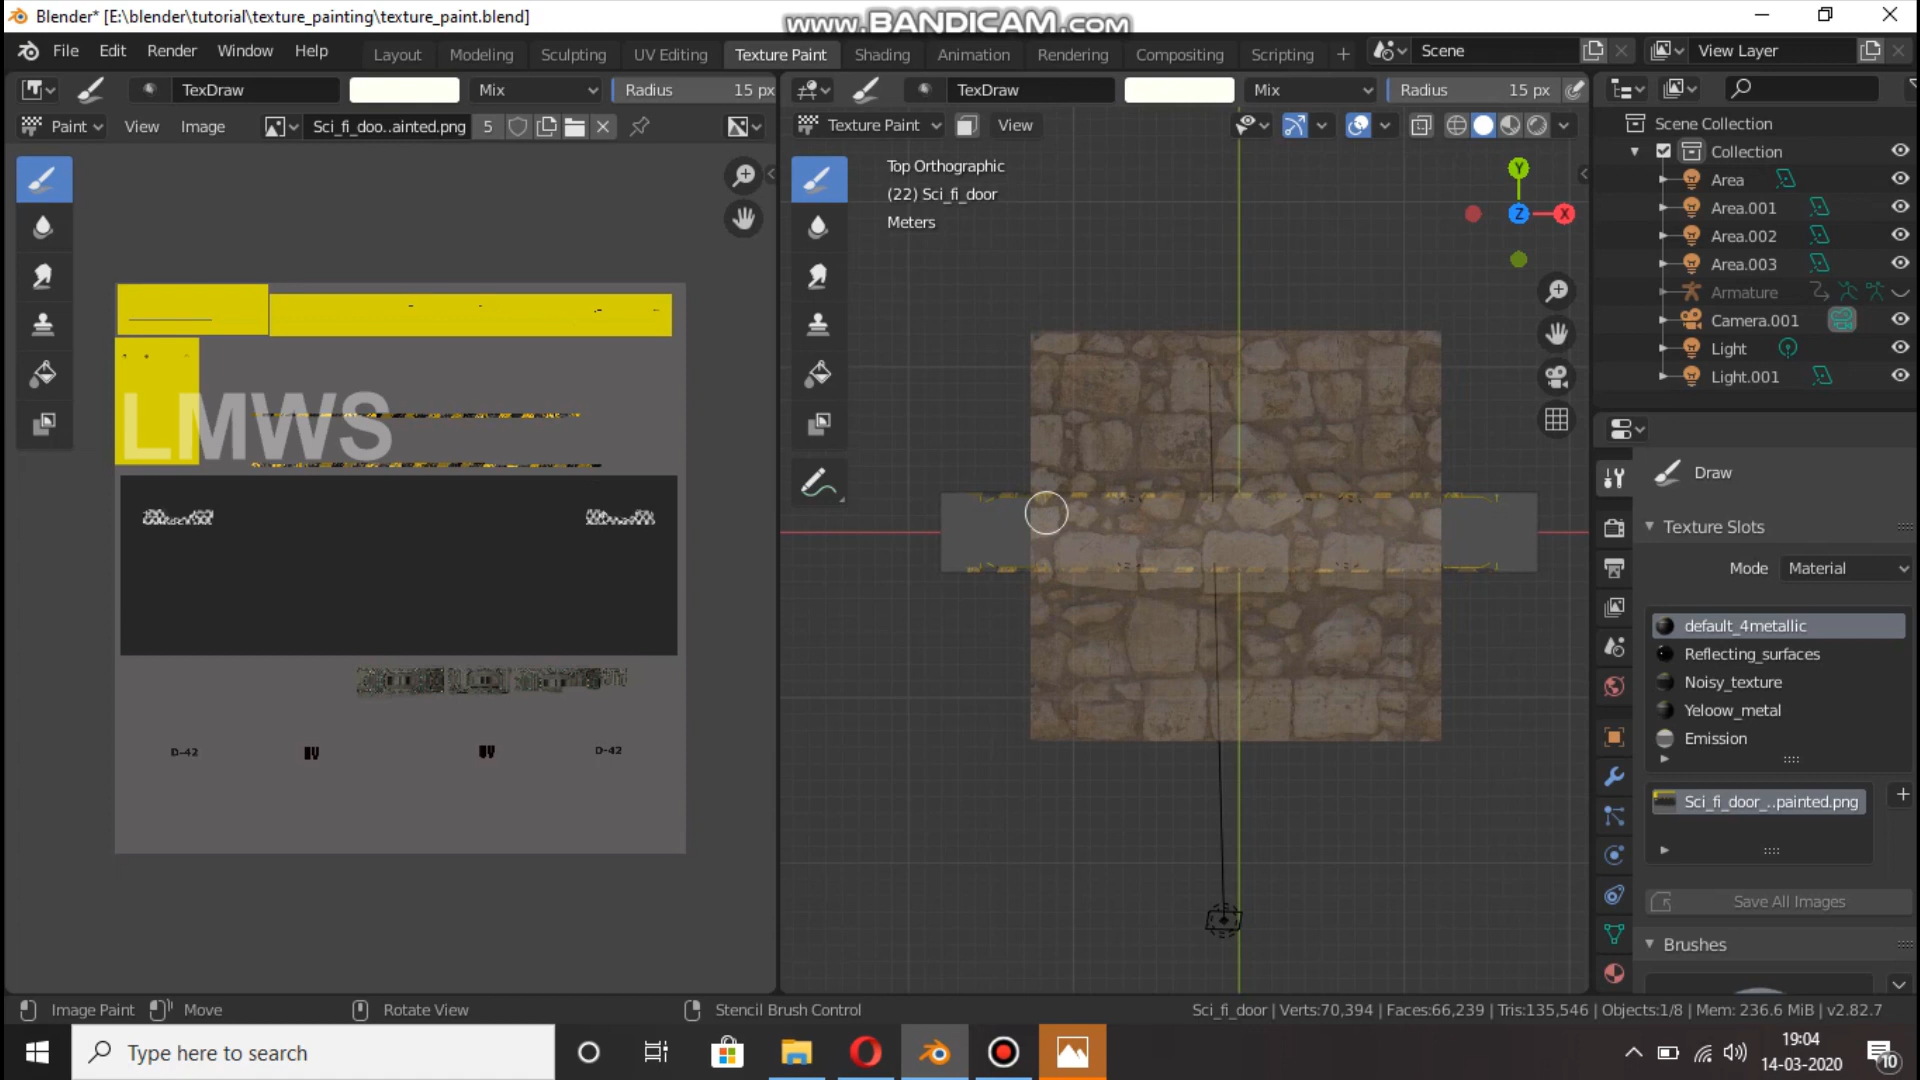 Blender* [E:\blender\tutorial\texture_painting\texture_paint.blend]
www.BANDICAM.com
File Edit Render Window Help
Layout Modeling Sculpting UV Editing Texture Paint Shading Animation Rendering Compositing Scripting +
Scene
View Layer
TexDraw Mix Radius 15 px
TexDraw Mix Radius 15 px
Paint View Image Sci_fi_doo..ainted.png 5
Texture Paint View
Top Orthographic
(22) Sci_fi_door
Meters
Y
Z X
Scene Collection
Collection
Area
Area.001
Area.002
Area.003
Armature
Camera.001
Light
Light.001
LMWS
D-42
D-42
Draw
Texture Slots
Mode Material
default_4metallic
Reflecting_surfaces
Noisy_texture
Yeloow_metal
Emission
Sci_fi_door_..painted.png
Save All Images
Brushes
Image Paint Move Rotate View Stencil Brush Control
Sci_fi_door | Verts:70,394 | Faces:66,239 | Tris:135,546 | Objects:1/8 | Mem: 236.6 MiB | v2.82.7
Type here to search
19:04
14-03-2020
10